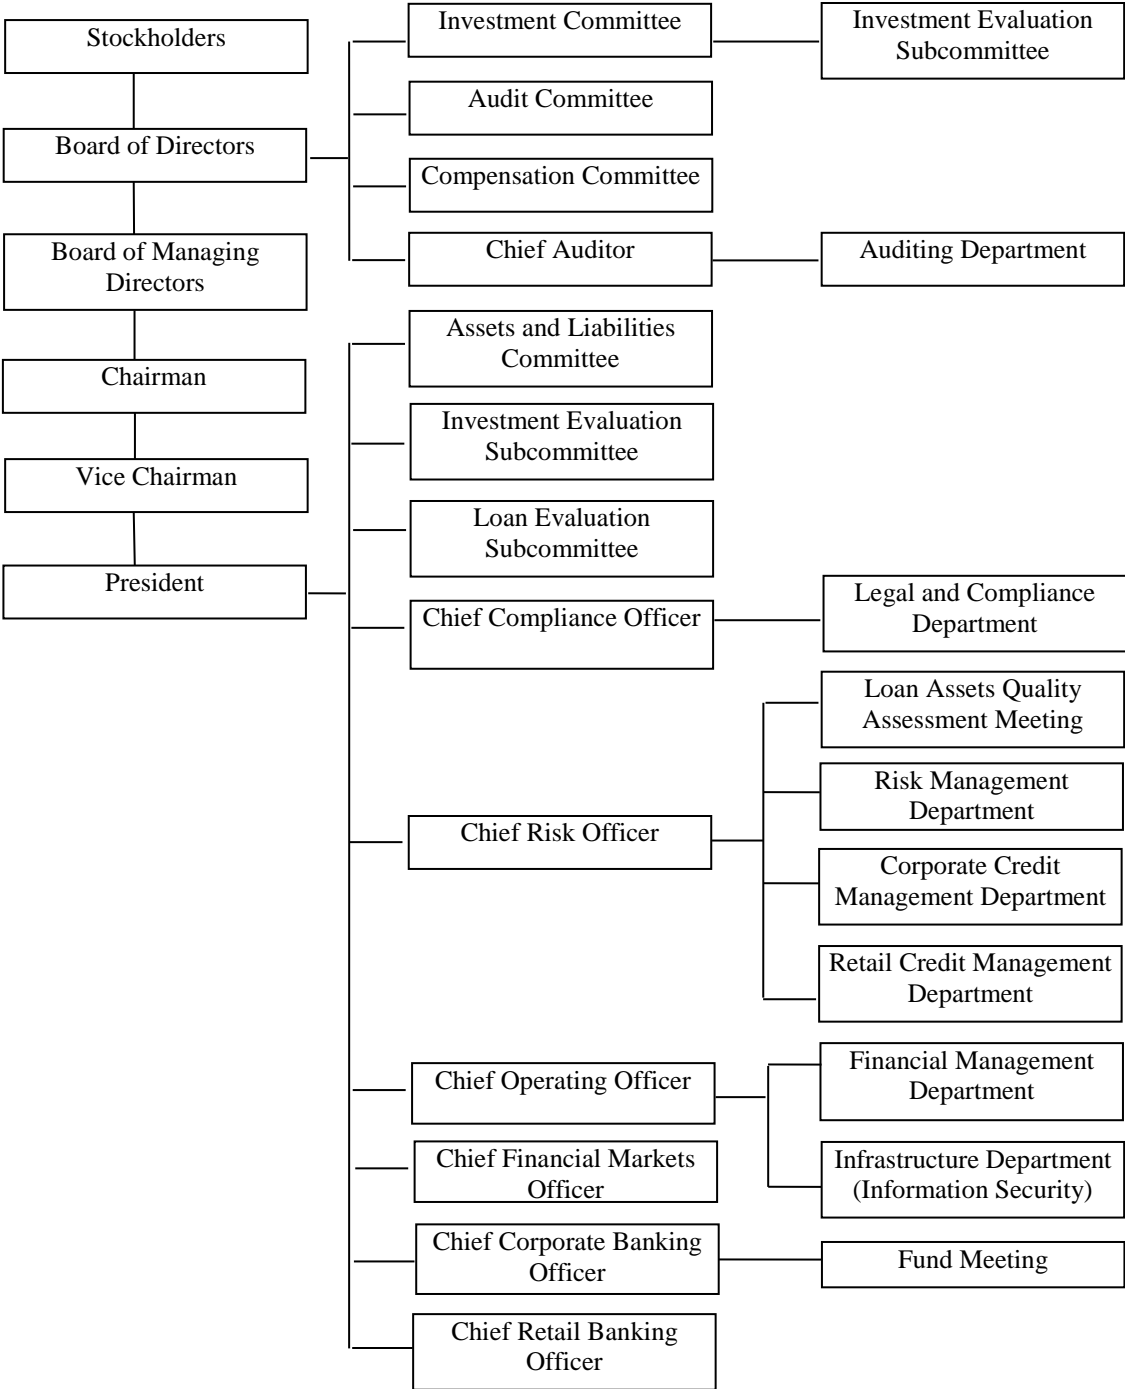 Stockholders
Board of Directors
Board of Managing
Directors
Chairman
Vice Chairman
President
Investment Committee
Audit Committee
Compensation Committee
Chief Auditor
Assets and Liabilities
Committee
Investment Evaluation
Subcommittee
Loan Evaluation
Subcommittee
Chief Compliance Officer
Chief Risk Officer
Chief Operating Officer
Chief Financial Markets
Officer
Chief Corporate Banking
Officer
Chief Retail Banking
Officer
Investment Evaluation
Subcommittee
Auditing Department
Legal and Compliance
Department
Loan Assets Quality
Assessment Meeting
Risk Management
Department
Corporate Credit
Management Department
Retail Credit Management
Department
Financial Management
Department
Infrastructure Department
(Information Security)
Fund Meeting